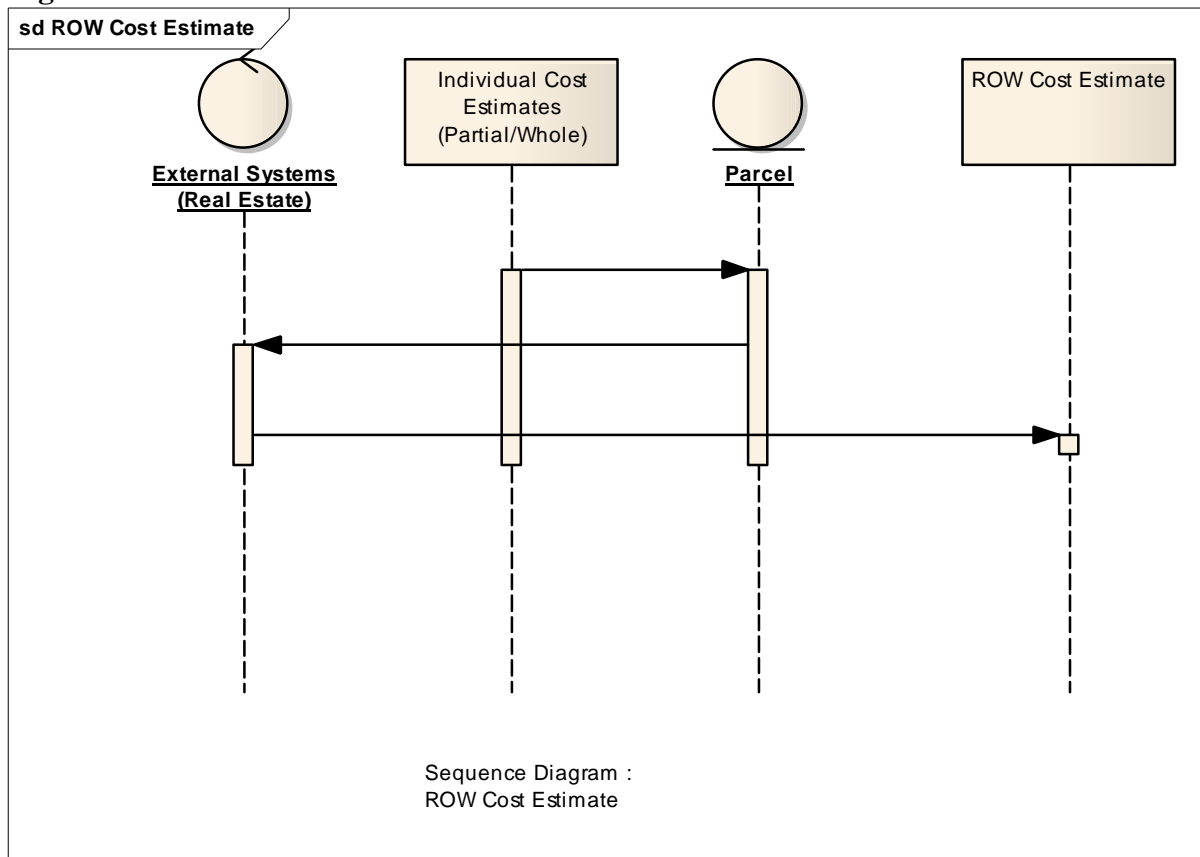 sd ROW Cost Estimate
External Systems
(Real Estate)
Individual Cost
Estimates
(Partial/Whole)
Parcel
ROW Cost Estimate
Sequence Diagram :
ROW Cost Estimate